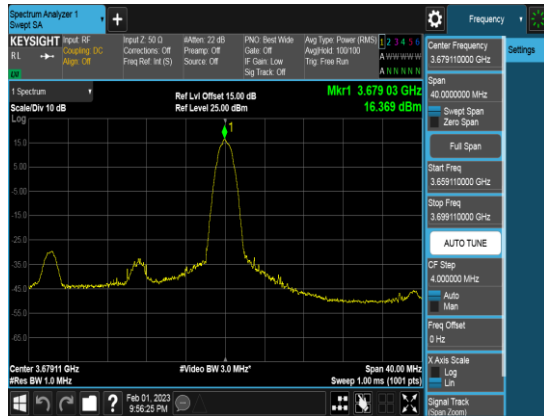 Spectrum Analyzer 1
Swept SA
+
Frequency
KEYSIGHT
RL
Input: RF
Coupling: DC
Align: Off
Input Z: 50 Ω
Corrections: Off
Freq Ref: Int (S)
#Atten: 22 dB
Preamp: Off
Source: Off
PNO: Best Wide
Gate: Off
IF Gain: Low
Sig Track: Off
Avg Type: Power (RMS)
Avg|Hold: 100/100
Trig: Free Run
1 2 3 4 5 6
A W W W W W
A N N N N N
1 Spectrum
Scale/Div 10 dB
Ref Lvl Offset 15.00 dB
Ref Level 25.00 dBm
Mkr1 3.679 03 GHz
16.369 dBm
Log
1
15.0
5.00
-5.00
-15.0
-25.0
-35.0
-45.0
-55.0
-65.0
Center 3.67911 GHz
#Res BW 1.0 MHz
#Video BW 3.0 MHz*
Span 40.00 MHz
Sweep 1.00 ms (1001 pts)
Feb 01, 2023
9:56:25 PM
?
Center Frequency
3.679110000 GHz
Settings
Span
40.0000000 MHz
Swept Span
Zero Span
Full Span
Start Freq
3.659110000 GHz
Stop Freq
3.699110000 GHz
AUTO TUNE
CF Step
4.000000 MHz
Auto
Man
Freq Offset
0 Hz
X Axis Scale
Log
Lin
Signal Track
(Span Zoom)